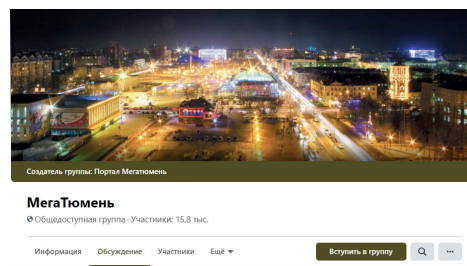 Создатель группы: Портал Мегатюмень
МегаТюмень
Общедоступная группа · Участники: 15,8 тыс.
Информация Обсуждение Участники Ещё Вступить в группу